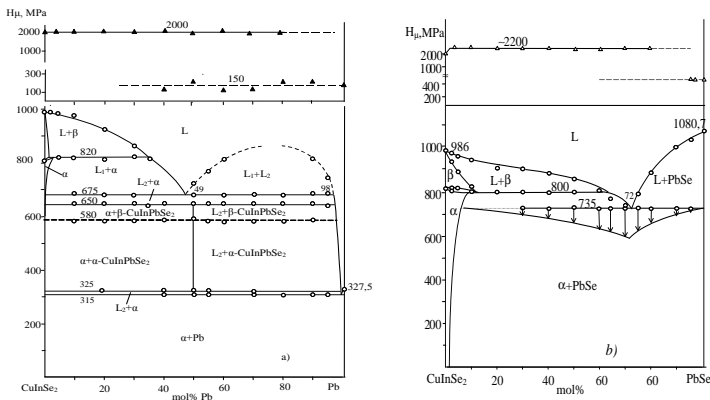 Hμ, MPa
2000
2000
1000
300
150
100
1000
L
L+β
820
L₁+α
800
α
L₂+α
L₁+L₂
49
98
675
650
α+β-CuInPbSe₂
L₂+β-CuInPbSe₂
600
580
α+α-CuInPbSe₂
L₂+α-CuInPbSe₂
400
325
327,5
315
L₂+α
200
α+Pb
a)
CuInSe₂ 20 40 60 80 Pb
mol% Pb
Hμ,MPa
–2200
2000
1000
400
200
1080,7
L
1000
986
β
L+β
L+PbSe
800
800
72
735
α
600
400
α+PbSe
200
b)
CuInSe₂ 20 40 60 60 PbSe
mol%